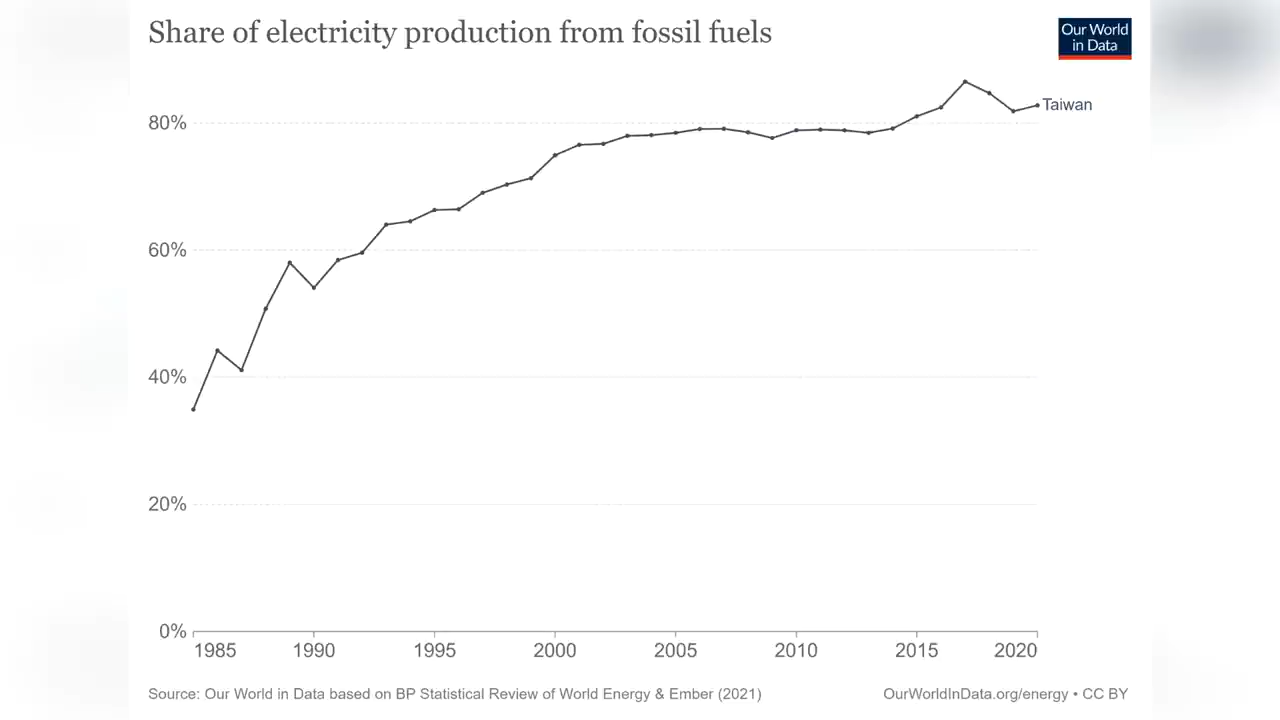 Share of electricity production from fossil fuels
Our World
in Data
Taiwan
80%
60%
40%
20%
0%
1985 1990 1995 2000 2005 2010 2015 2020
Source: Our World in Data based on BP Statistical Review of World Energy & Ember (2021)
OurWorldInData.org/energy • CC BY